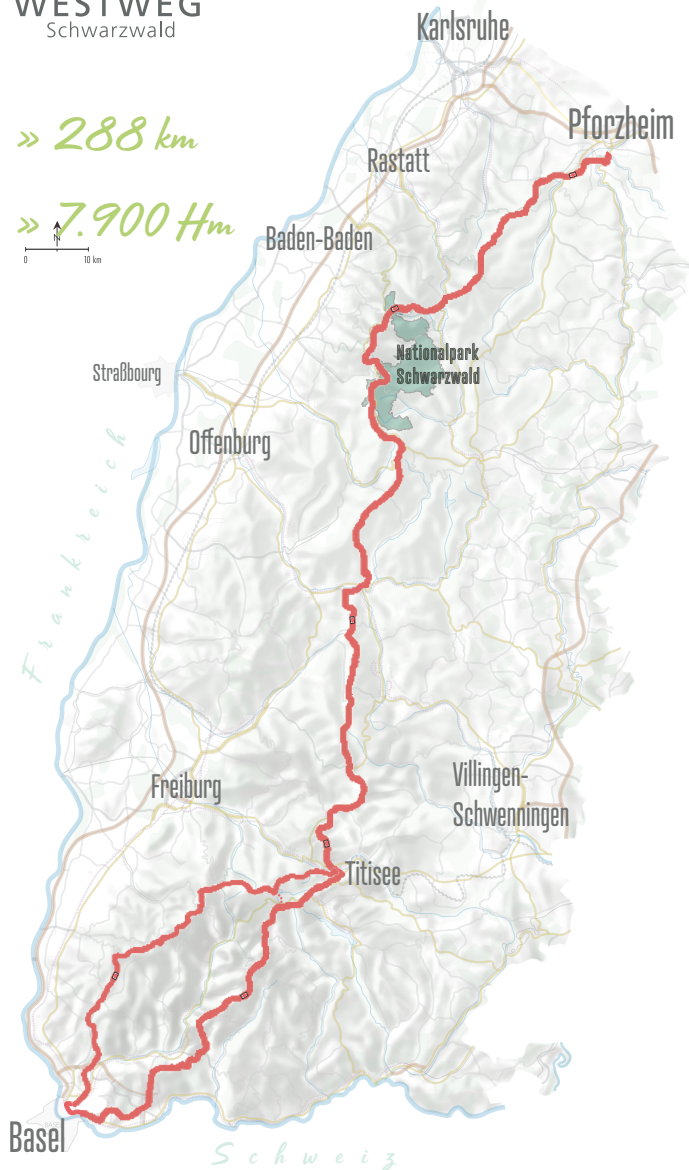 WESTWEG
Schwarzwald
Karlsruhe
Pforzheim
» 288 km
Rastatt
» 7.900 Hm
N
0 10 km
Baden-Baden
Nationalpark
Schwarzwald
Straßbourg
Offenburg
Frankreich
Freiburg
Villingen-
Schwenningen
Titisee
Basel
Schweiz